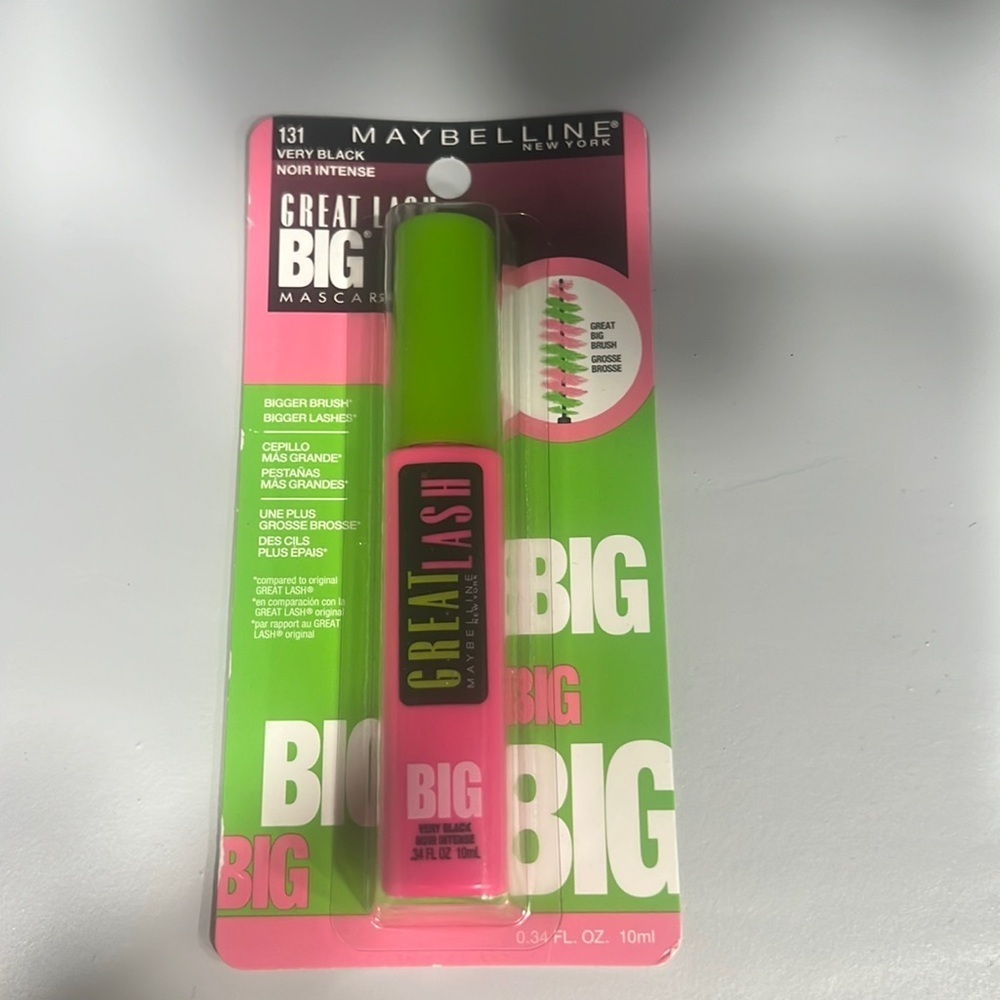 131
VERY BLACK
NOIR INTENSE
MAYBELLINE®
NEW YORK
GREAT LASH
BIG®
MASCARA
GREAT
BIG
BRUSH
GROSSE
BROSSE
BIGGER BRUSH*
BIGGER LASHES*
CEPILLO
MÁS GRANDE*
PESTAÑAS
MÁS GRANDES*
UNE PLUS
GROSSE BROSSE*
DES CILS
PLUS ÉPAIS*
*compared to original
GREAT LASH®
*en comparación con la
GREAT LASH® original
*par rapport au GREAT
LASH® original
GREAT LASH
MAYBELLINE
NEW YORK
BIG
BIG
BIG
BIG
BIG
BIG
VERY BLACK
NOIR INTENSE
.34 FL OZ 10mL
0.34 FL. OZ. 10ml